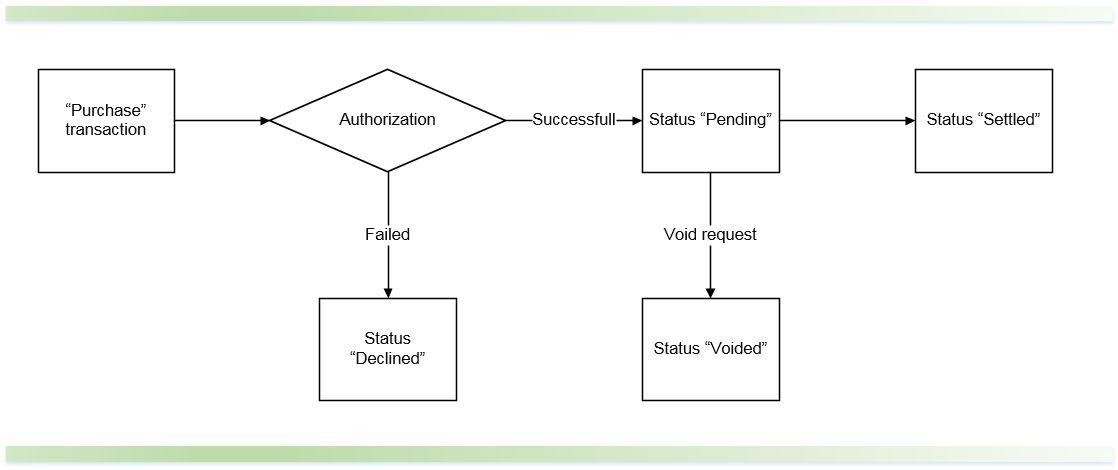 “Purchase”
transaction
Authorization
Successfull
Status “Pending”
Status “Settled”
Failed
Void request
Status
“Declined”
Status “Voided”